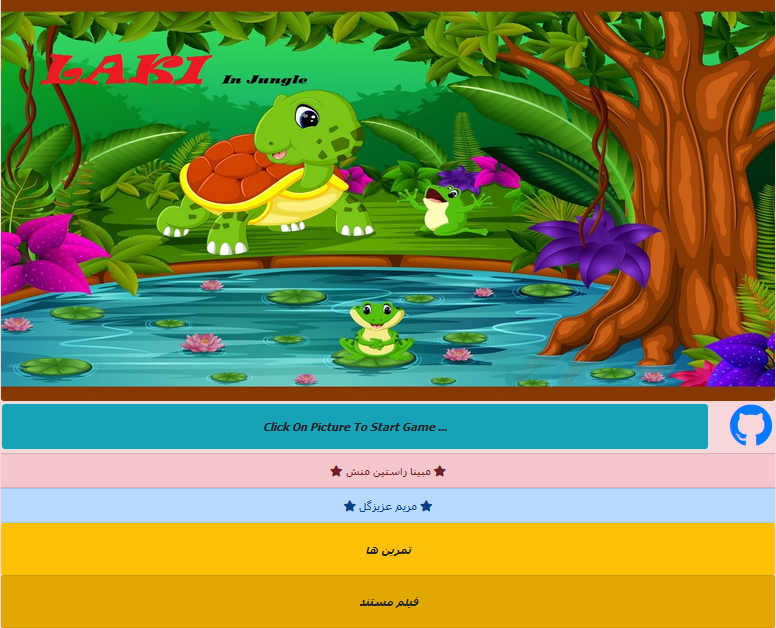 LAKI In Jungle
Click On Picture To Start Game ...
★ مبینا راستین منش ★
★ مریم عزیزگل ★
تمرین ها
فیلم مستند